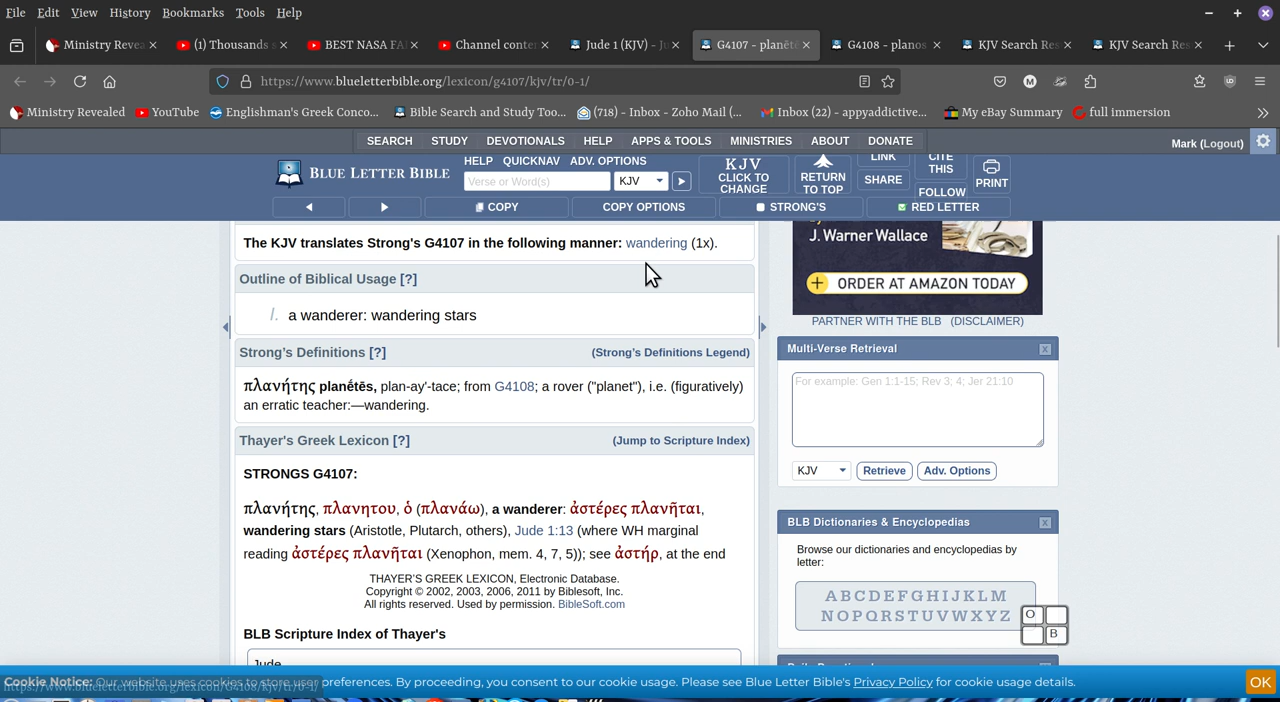 File Edit View History Bookmarks Tools Help
Ministry Revea (1) Thousands s BEST NASA FA Channel conte Jude 1 (KJV) - Ju G4107 - planēt G4108 - planos KJV Search Res KJV Search Res
https://www.blueletterbible.org/lexicon/g4107/kjv/tr/0-1/
Ministry Revealed YouTube Englishman's Greek Conco... Bible Search and Study Too... (718) - Inbox - Zoho Mail (... Inbox (22) - appyaddictive... My eBay Summary full immersion
SEARCH STUDY DEVOTIONALS HELP APPS & TOOLS MINISTRIES ABOUT DONATE
Mark (Logout)
BLUE LETTER BIBLE
HELP QUICKNAV ADV. OPTIONS
Verse or Word(s) KJV
KJV
CLICK TO
CHANGE
RETURN
TO TOP
LINK
SHARE
CITE
THIS
FOLLOW
PRINT
COPY COPY OPTIONS STRONG'S RED LETTER
The KJV translates Strong's G4107 in the following manner: wandering (1x).
Outline of Biblical Usage [?]
I. a wanderer: wandering stars
Strong's Definitions [?] (Strong's Definitions Legend)
πλανήτης planḗtēs, plan-ay'-tace; from G4108; a rover ("planet"), i.e. (figuratively)
an erratic teacher:—wandering.
Thayer's Greek Lexicon [?] (Jump to Scripture Index)
STRONGS G4107:
πλανήτης, πλανητου, ὁ (πλανάω), a wanderer: ἀστέρες πλανῆται,
wandering stars (Aristotle, Plutarch, others), Jude 1:13 (where WH marginal
reading ἀστέρες πλανῆται (Xenophon, mem. 4, 7, 5)); see ἀστήρ, at the end
THAYER'S GREEK LEXICON, Electronic Database.
Copyright © 2002, 2003, 2006, 2011 by Biblesoft, Inc.
All rights reserved. Used by permission. BibleSoft.com
BLB Scripture Index of Thayer's
Jude
J. Warner Wallace
ORDER AT AMAZON TODAY
PARTNER WITH THE BLB (DISCLAIMER)
Multi-Verse Retrieval x
For example: Gen 1:1-15; Rev 3; 4; Jer 21:10
KJV Retrieve Adv. Options
BLB Dictionaries & Encyclopedias x
Browse our dictionaries and encyclopedias by
letter:
A B C D E F G H I J K L M
N O P Q R S T U V W X Y Z
O
B
Cookie Notice: Our website uses cookies to store user preferences. By proceeding, you consent to our cookie usage. Please see Blue Letter Bible's Privacy Policy for cookie usage details. OK
https://www.blueletterbible.org/lexicon/G4108/kjv/tr/0-1/